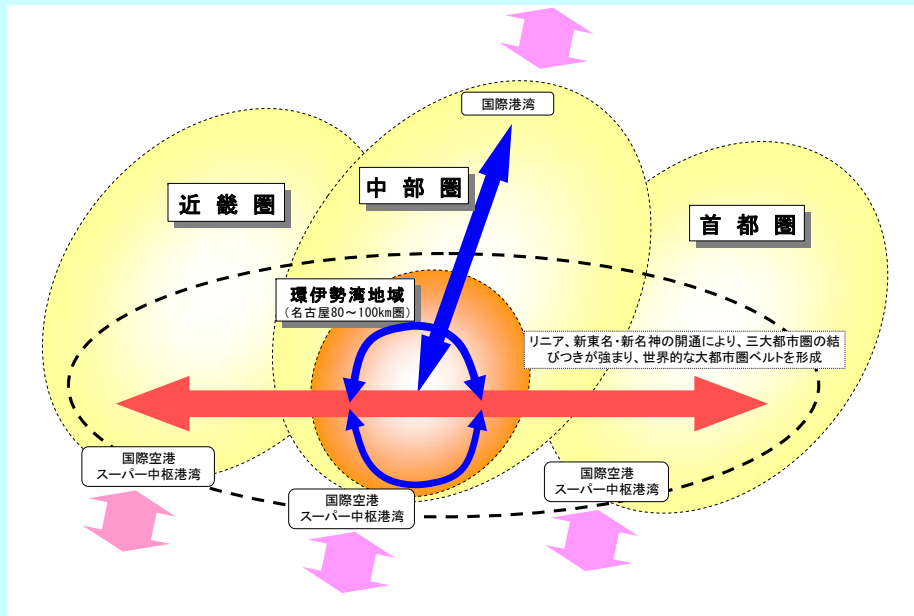 国際港湾
中部圏
近畿圏
首都圏
環伊勢湾地域
(名古屋80~100km圏)
リニア、新東名・新名神の開通により、三大都市圏の結
びつきが強まり、世界的な大都市圏ベルトを形成
国際空港
スーパー中枢港湾
国際空港
スーパー中枢港湾
国際空港
スーパー中枢港湾